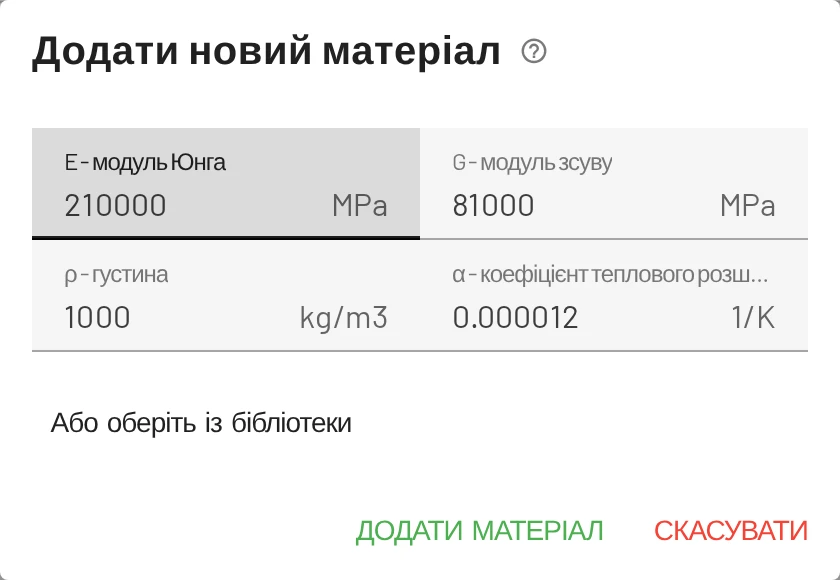 Додати новий матеріал
E - модуль Юнга
210000 MPa
G - модуль зсуву
81000 MPa
ρ - густина
1000 kg/m3
α - коефіцієнт теплового розш...
0.000012 1/K
Або оберіть із бібліотеки
ДОДАТИ МАТЕРІАЛ СКАСУВАТИ